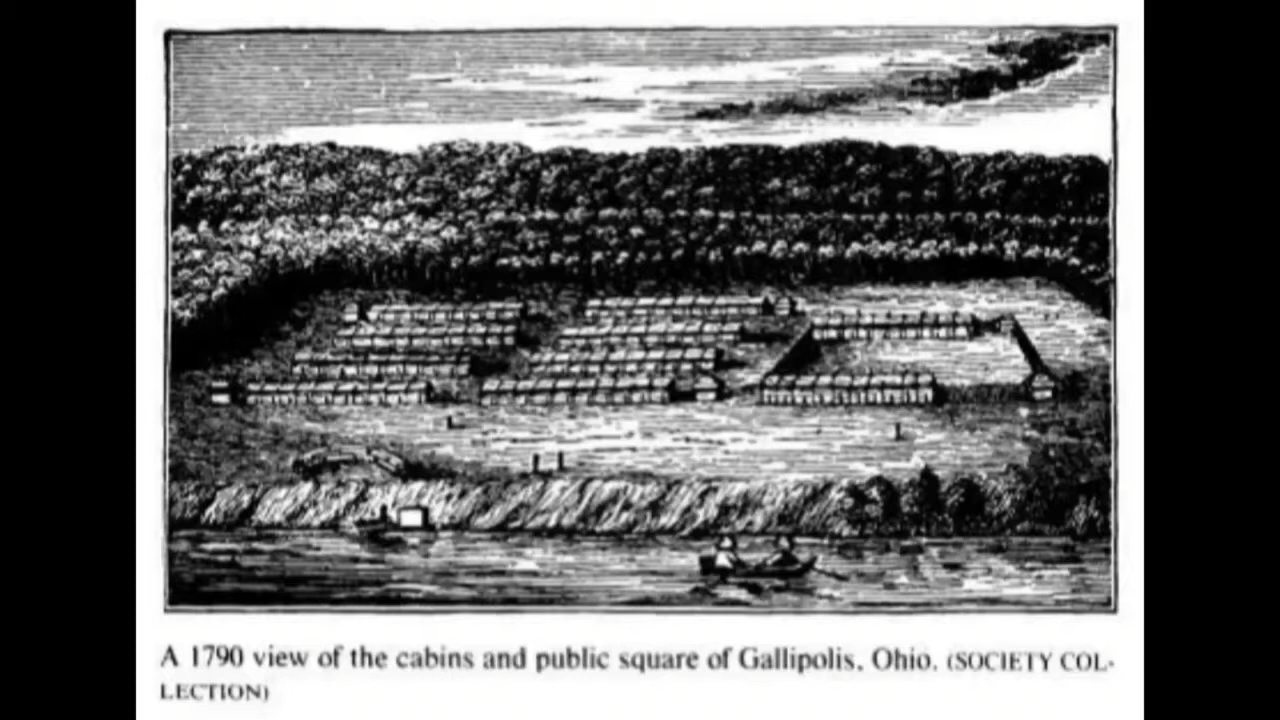 A 1790 view of the cabins and public square of Gallipolis, Ohio. (SOCIETY COL-
LECTION)